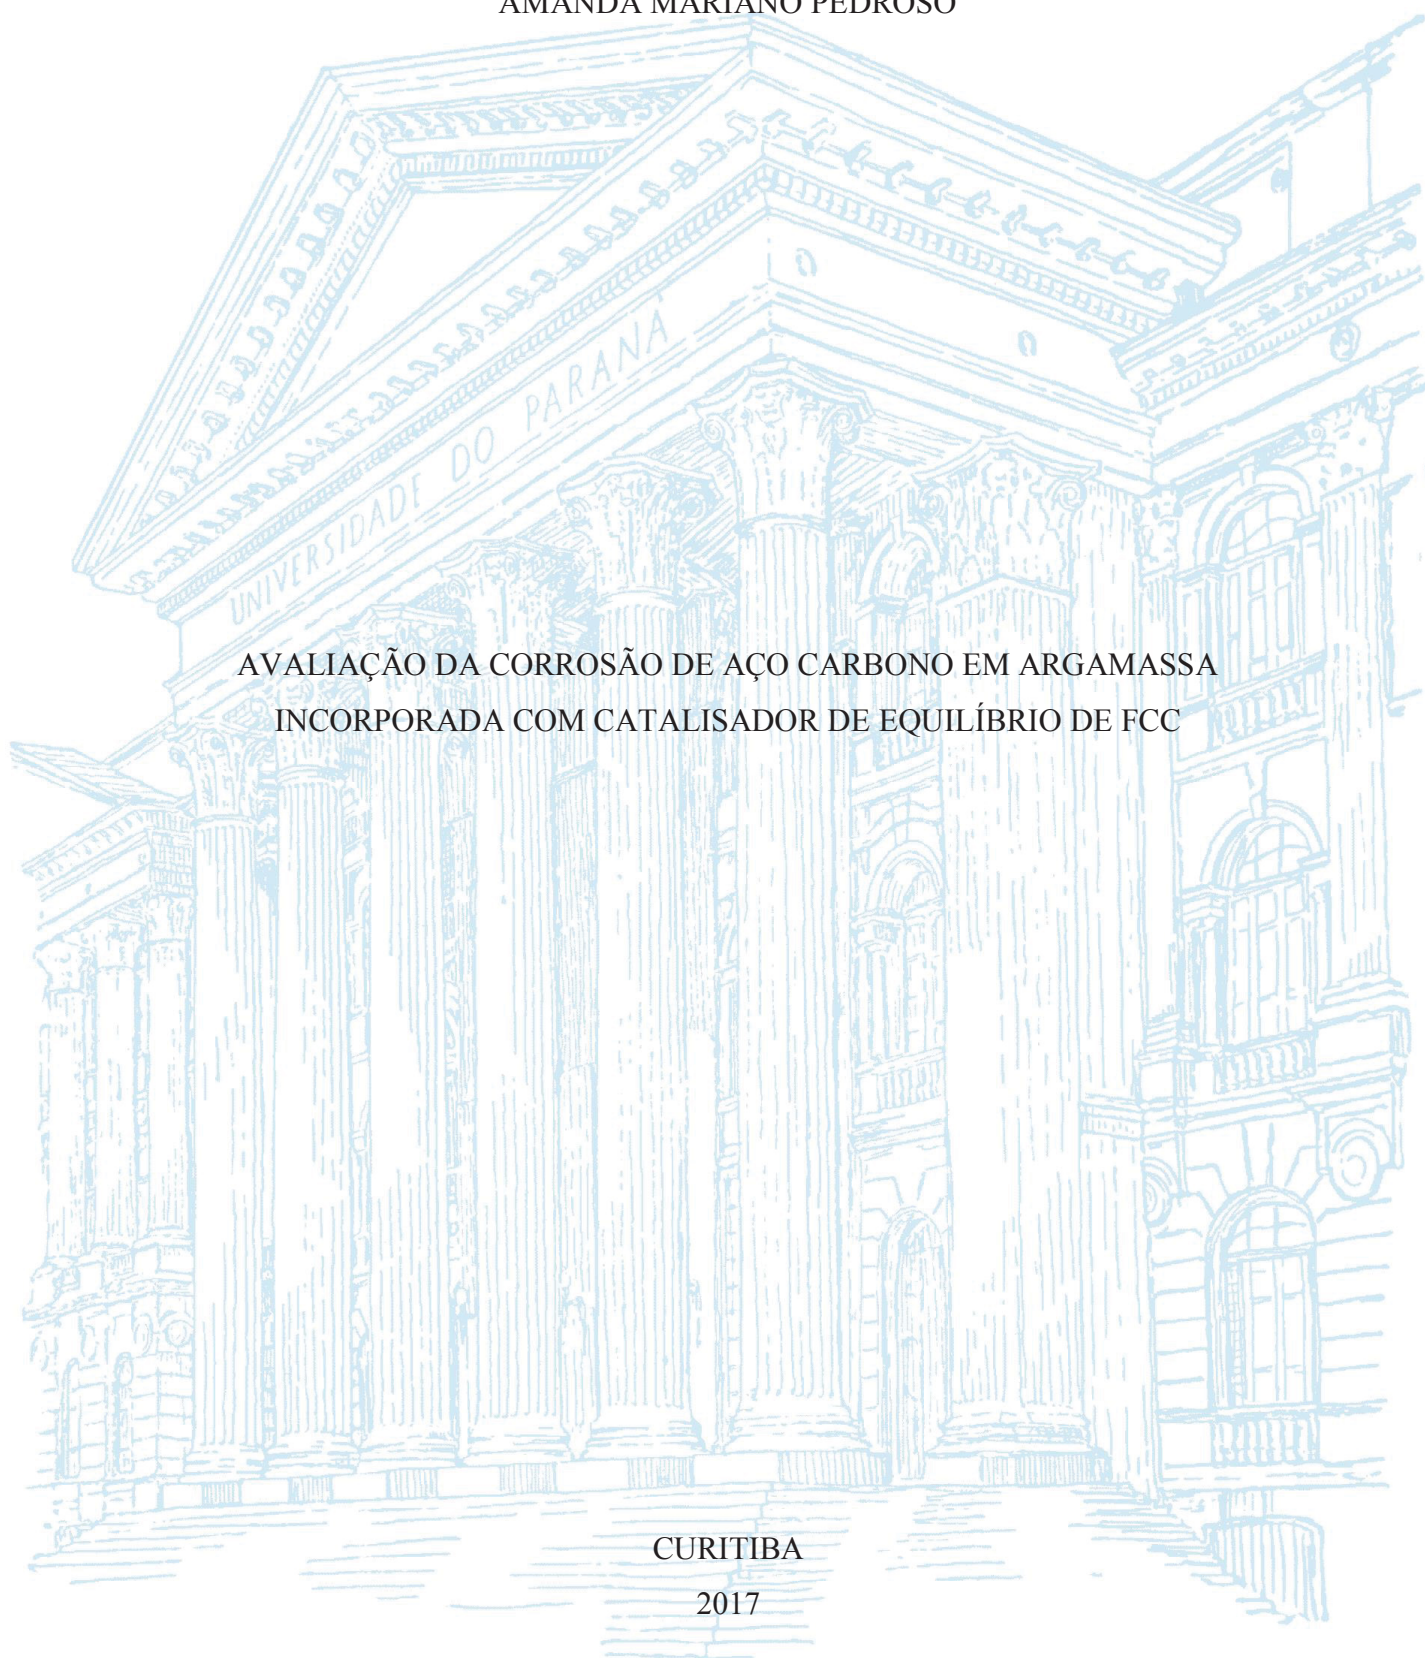 AMANDA MARIANO PEDROSO
UNIVERSIDADE DO PARANÁ
AVALIAÇÃO DA CORROSÃO DE AÇO CARBONO EM ARGAMASSA
INCORPORADA COM CATALISADOR DE EQUILÍBRIO DE FCC
CURITIBA
2017